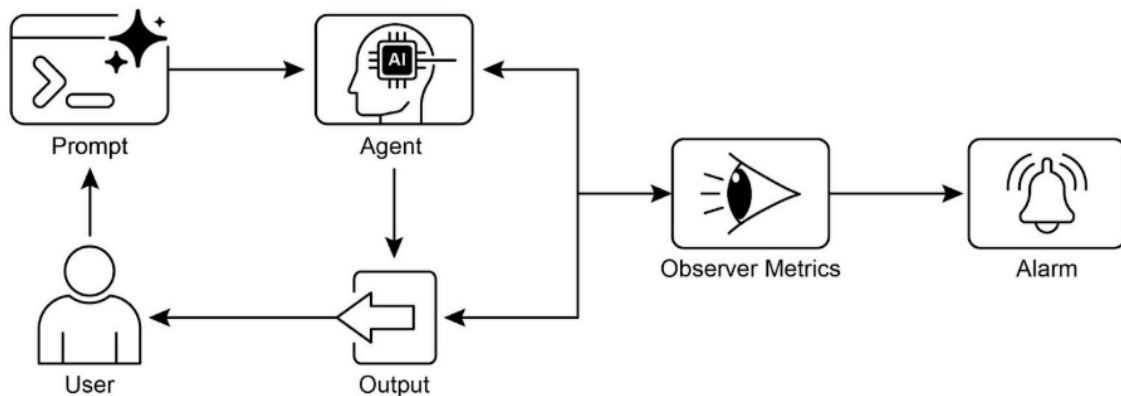 AI
Prompt
Agent
Observer Metrics
Alarm
User
Output